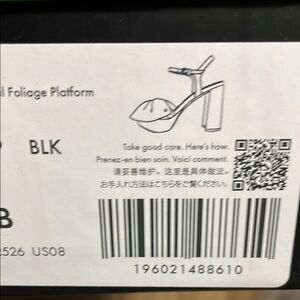 il Foliage Platform
BLK
Take good care. Here's how.
Prenez-en bien soin. Voici comment.
请妥善维护。这里是具体做法。
お手入れ方法はこちらをご覧ください。
B
2526 US08
196021488610